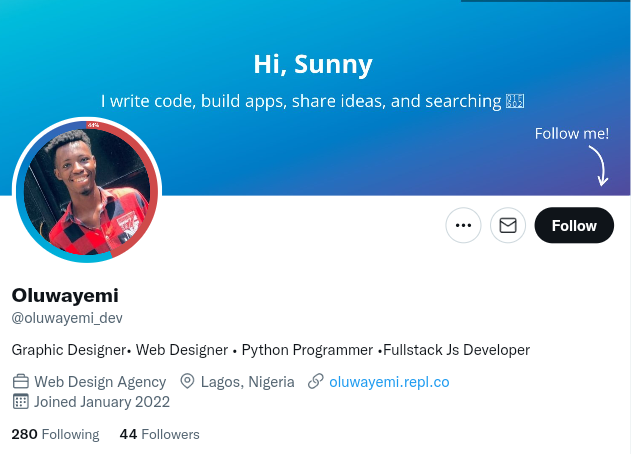 Hi, Sunny
I write code, build apps, share ideas, and searching
Follow me!
44%
Follow
Oluwayemi
@oluwayemi_dev
Graphic Designer• Web Designer • Python Programmer •Fullstack Js Developer
Web Design Agency Lagos, Nigeria oluwayemi.repl.co
Joined January 2022
280 Following 44 Followers